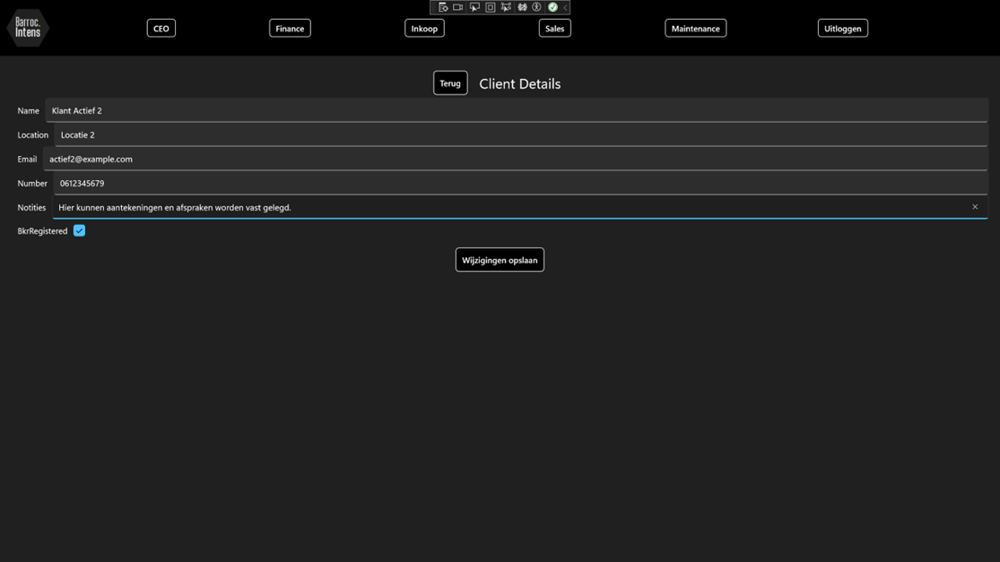 Barroc.
Intens
CEO
Finance
Inkoop
Sales
Maintenance
Uitloggen
Terug
Client Details
Name
Klant Actief 2
Location
Locatie 2
Email
actief2@example.com
Number
0612345679
Notities
Hier kunnen aantekeningen en afspraken worden vast gelegd.
BkrRegistered
Wijzigingen opslaan